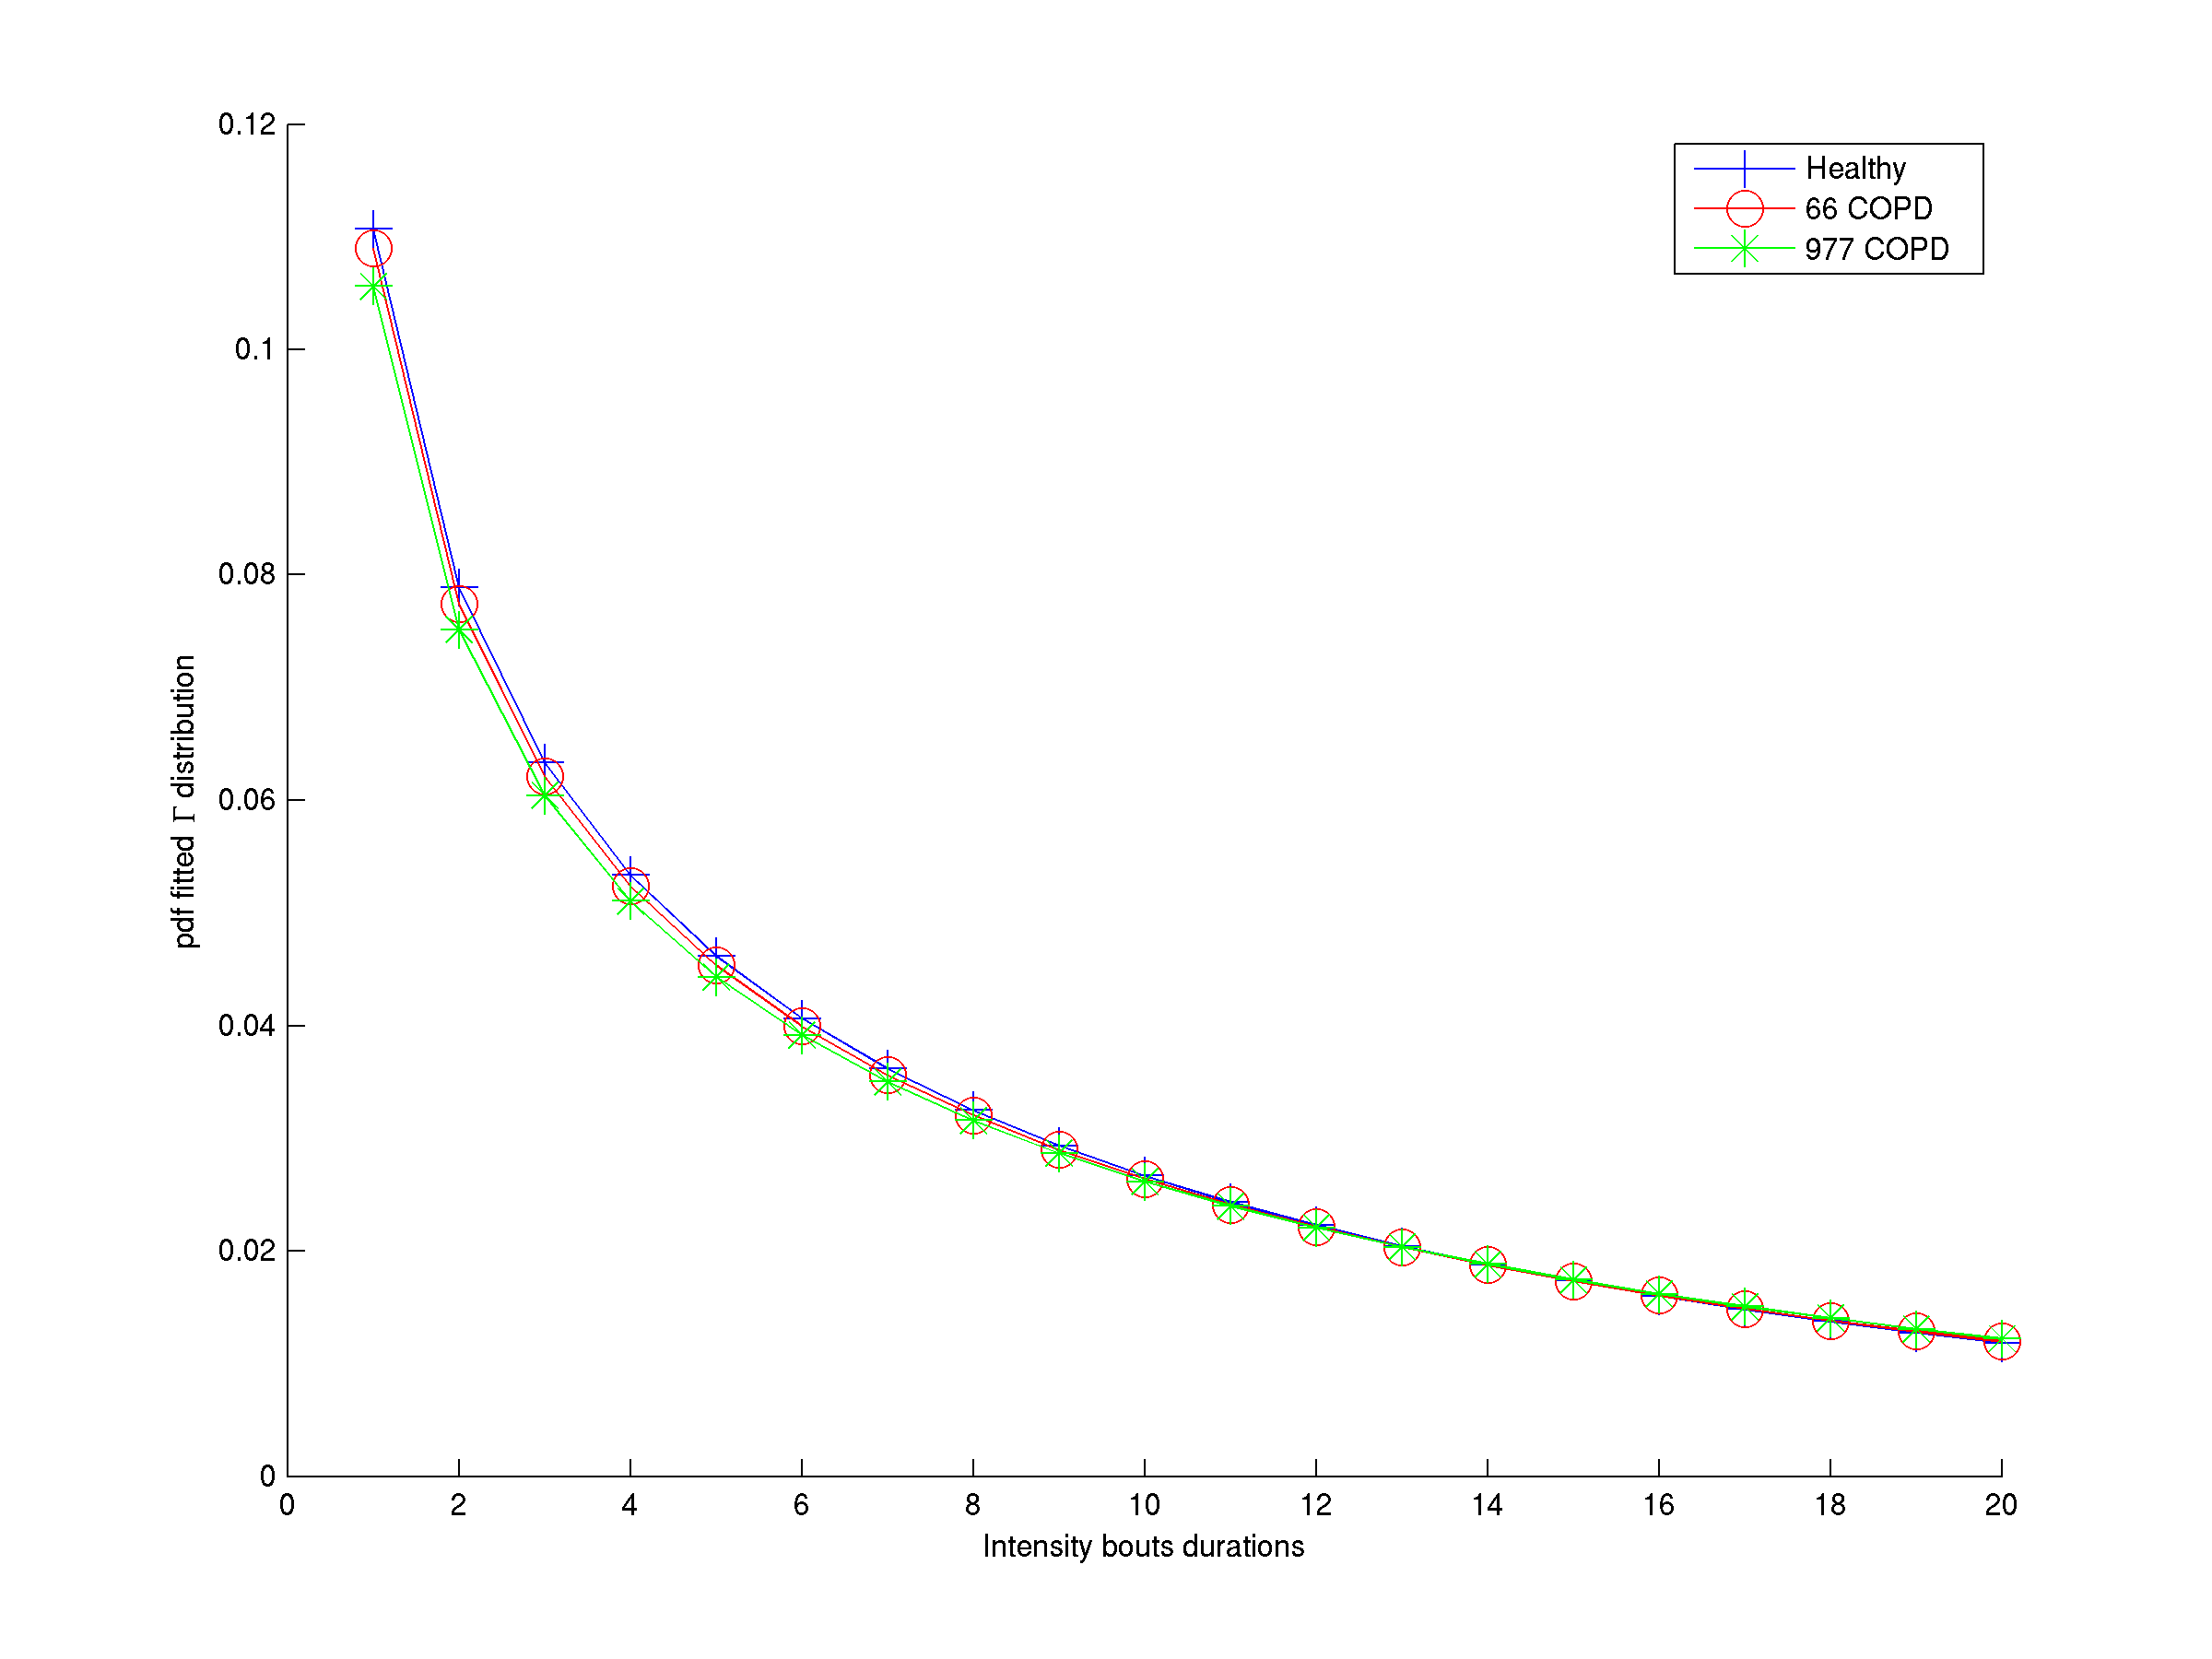 Healthy
66 COPD
977 COPD
0.12
0.1
0.08
0.06
0.04
0.02
0
pdf fitted Γ distribution
0 2 4 6 8 10 12 14 16 18 20
Intensity bouts durations